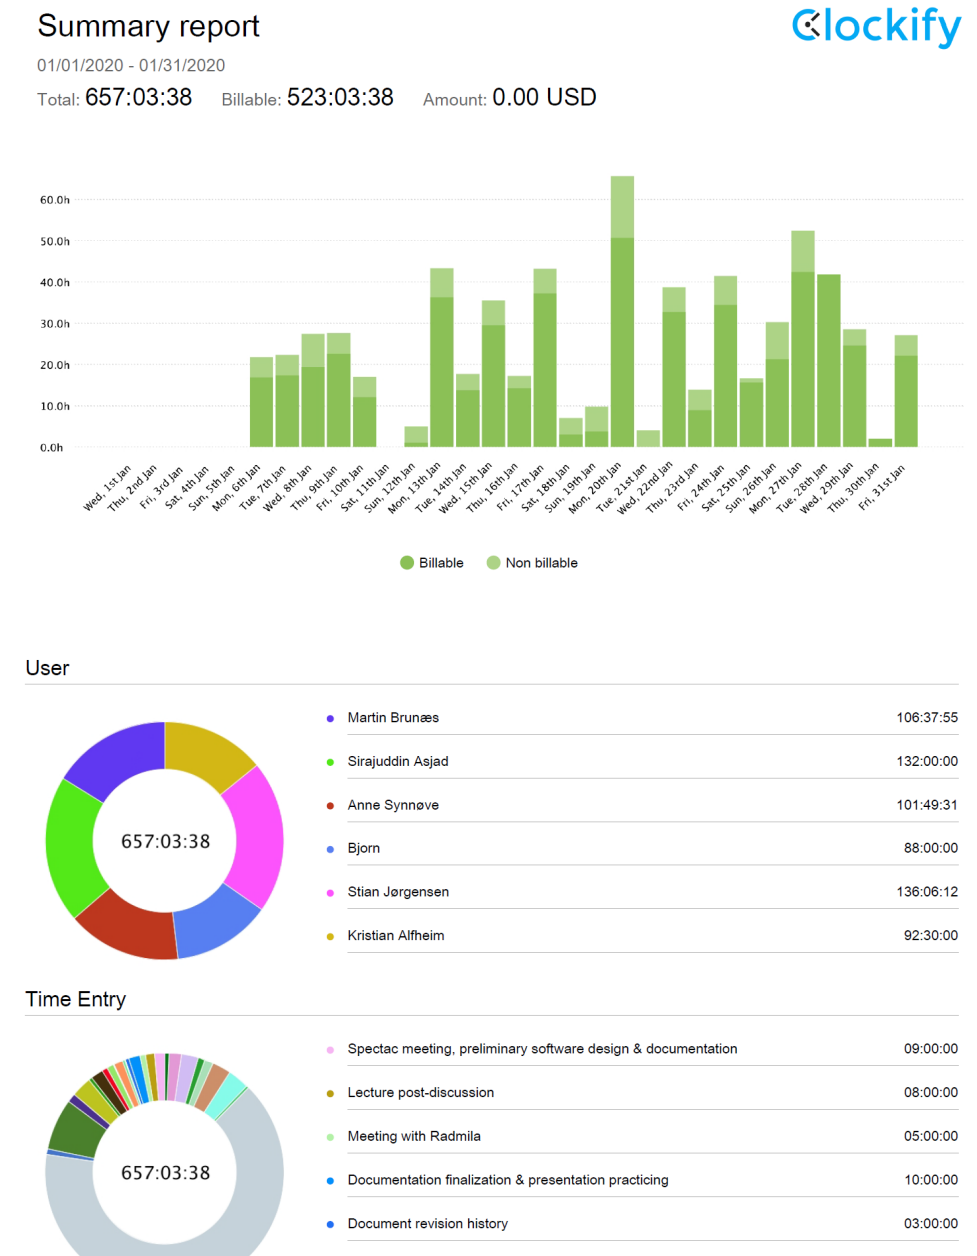 Summary report
Clockify
01/01/2020 - 01/31/2020
Total: 657:03:38 Billable: 523:03:38 Amount: 0.00 USD
60.0h
50.0h
40.0h
30.0h
20.0h
10.0h
0.0h
Wed, 1st Jan
Thu, 2nd Jan
Fri, 3rd Jan
Sat, 4th Jan
Sun, 5th Jan
Mon, 6th Jan
Tue, 7th Jan
Wed, 8th Jan
Thu, 9th Jan
Fri, 10th Jan
Sat, 11th Jan
Sun, 12th Jan
Mon, 13th Jan
Tue, 14th Jan
Wed, 15th Jan
Thu, 16th Jan
Fri, 17th Jan
Sat, 18th Jan
Sun, 19th Jan
Mon, 20th Jan
Tue, 21st Jan
Wed, 22nd Jan
Thu, 23rd Jan
Fri, 24th Jan
Sat, 25th Jan
Sun, 26th Jan
Mon, 27th Jan
Tue, 28th Jan
Wed, 29th Jan
Thu, 30th Jan
Fri, 31st Jan
Billable Non billable
User
657:03:38
Martin Brunæs 106:37:55
Sirajuddin Asjad 132:00:00
Anne Synnøve 101:49:31
Bjorn 88:00:00
Stian Jørgensen 136:06:12
Kristian Alfheim 92:30:00
Time Entry
657:03:38
Spectac meeting, preliminary software design & documentation 09:00:00
Lecture post-discussion 08:00:00
Meeting with Radmila 05:00:00
Documentation finalization & presentation practicing 10:00:00
Document revision history 03:00:00